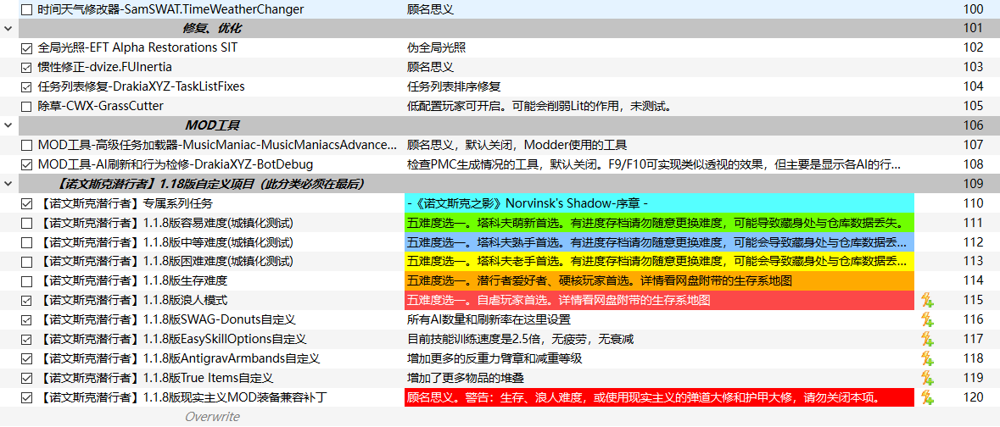 时间天气修改器-SamSWAT.TimeWeatherChanger 顾名思义 100
修复、优化 101
全局光照-EFT Alpha Restorations SIT 伪全局光照 102
惯性修正-dvize.FUInertia 顾名思义 103
任务列表修复-DrakiaXYZ-TaskListFixes 任务列表排序修复 104
除草-CWX-GrassCutter 低配置玩家可开启。可能会削弱Lit的作用，未测试。 105
MOD工具 106
MOD工具-高级任务加载器-MusicManiac-MusicManiacsAdvance... 顾名思义，默认关闭，Modder使用的工具 107
MOD工具-AI刷新和行为检修-DrakiaXYZ-BotDebug 检查PMC生成情况的工具，默认关闭。F9/F10可实现类似透视的效果，但主要是显示各AI的行... 108
【诺文斯克潜行者】1.18版自定义项目（此分类必须在最后） 109
【诺文斯克潜行者】专属系列任务 -《诺文斯克之影》Norvinsk's Shadow-序章 - 110
【诺文斯克潜行者】1.1.8版容易难度(城镇化测试) 五难度选一。塔科夫萌新首选。有进度存档请勿随意更换难度，可能导致藏身处与仓库数据丢失。 111
【诺文斯克潜行者】1.1.8版中等难度(城镇化测试) 五难度选一。塔科夫熟手首选。有进度存档请勿随意更换难度，可能会导致藏身处与仓库数据丢... 112
【诺文斯克潜行者】1.1.8版困难难度(城镇化测试) 五难度选一。塔科夫老手首选。有进度存档请勿随意更换难度，可能会导致藏身处与仓库数据丢... 113
【诺文斯克潜行者】1.1.8版生存难度 五难度选一。潜行者爱好者、硬核玩家首选。详情看网盘附带的生存系地图 114
【诺文斯克潜行者】1.1.8版浪人模式 五难度选一。自虐玩家首选。详情看网盘附带的生存系地图 115
【诺文斯克潜行者】1.1.8版SWAG-Donuts自定义 所有AI数量和刷新率在这里设置 116
【诺文斯克潜行者】1.1.8版EasySkillOptions自定义 目前技能训练速度是2.5倍，无疲劳，无衰减 117
【诺文斯克潜行者】1.1.8版AntigravArmbands自定义 增加更多的反重力臂章和减重等级 118
【诺文斯克潜行者】1.1.8版True Items自定义 增加了更多物品的堆叠 119
【诺文斯克潜行者】1.1.8版现实主义MOD装备兼容补丁 顾名思义。警告：生存、浪人难度，或使用现实主义的弹道大修和护甲大修，请勿关闭本项。 120
Overwrite